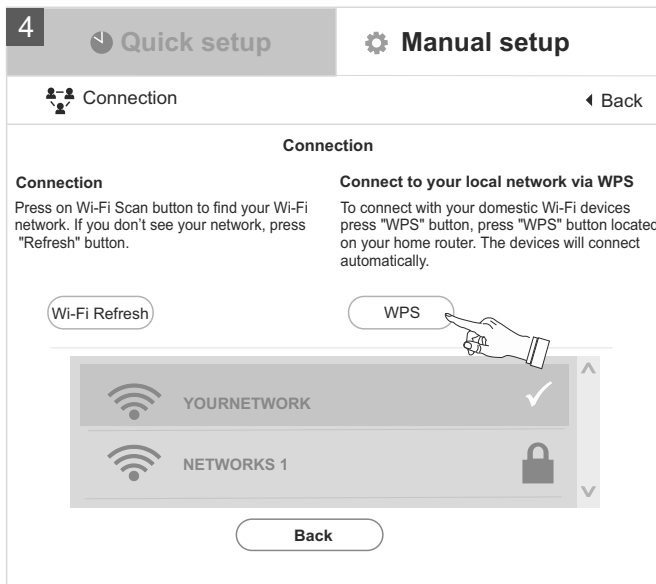 4
Quick setup
Manual setup
Connection
Back
Connection
Connection
Press on Wi-Fi Scan button to find your Wi-Fi
network. If you don't see your network, press
"Refresh" button.
Connect to your local network via WPS
To connect with your domestic Wi-Fi devices
press "WPS" button, press "WPS" button located
on your home router. The devices will connect
automatically.
Wi-Fi Refresh
WPS
YOURNETWORK
NETWORKS 1
Back